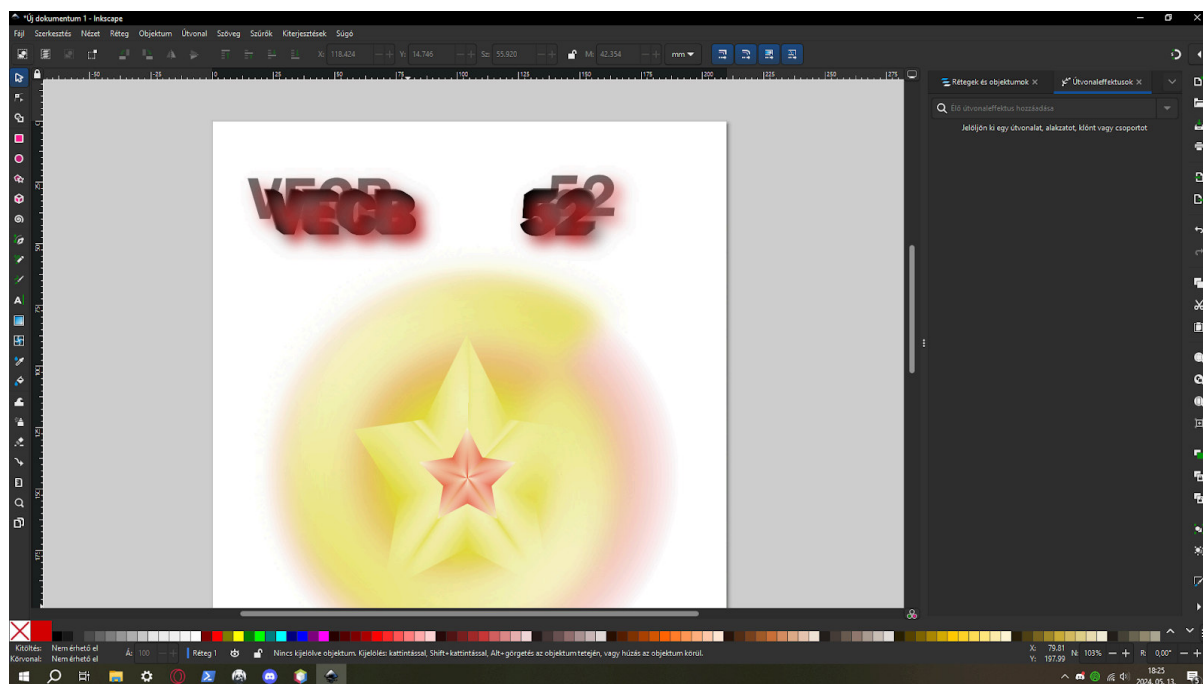 *Új dokumentum 1 - Inkscape
Fájl Szerkesztés Nézet Réteg Objektum Útvonal Szöveg Szűrők Kiterjesztések Súgó
X: 118.424 Y: 14.746 Sz: 55.920 M: 42.354 mm
Rétegek és objektumok Útvonaleffektusok
Élő útvonaleffektus hozzáadása
Jelöljön ki egy útvonalat, alakzatot, klónt vagy csoportot
VECB 52
VECB 52
Kitöltés: Nem érhető el
Körvonal: Nem érhető el
Á: 100
Réteg 1
Nincs kijelölve objektum. Kijelölés: kattintással, Shift+kattintással, Alt+görgetés az objektum tetején, vagy húzás az objektum körül.
X: 79.81
Y: 197.99
N: 103%
R: 0,00°
18:25
2024. 05. 13.